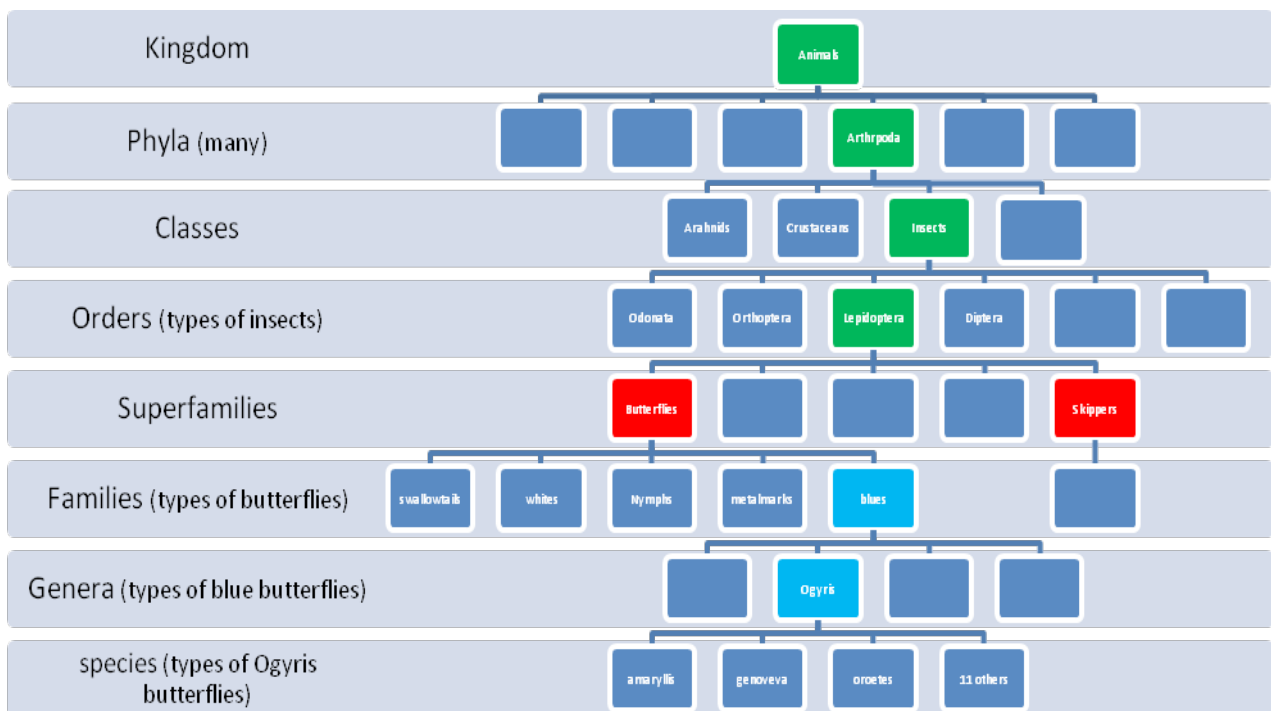 Kingdom
Animals
Phyla (many)
Arthrpoda
Classes
Arahnids
Crustaceans
Insects
Orders (types of insects)
Odonata
Orthoptera
Lepidoptera
Diptera
Superfamilies
Butterflies
Skippers
Families (types of butterflies)
swallowtails
whites
Nymphs
metalmarks
blues
Genera (types of blue butterflies)
Ogyris
species (types of Ogyris
butterflies)
amaryllis
genoveva
oroetes
11 others